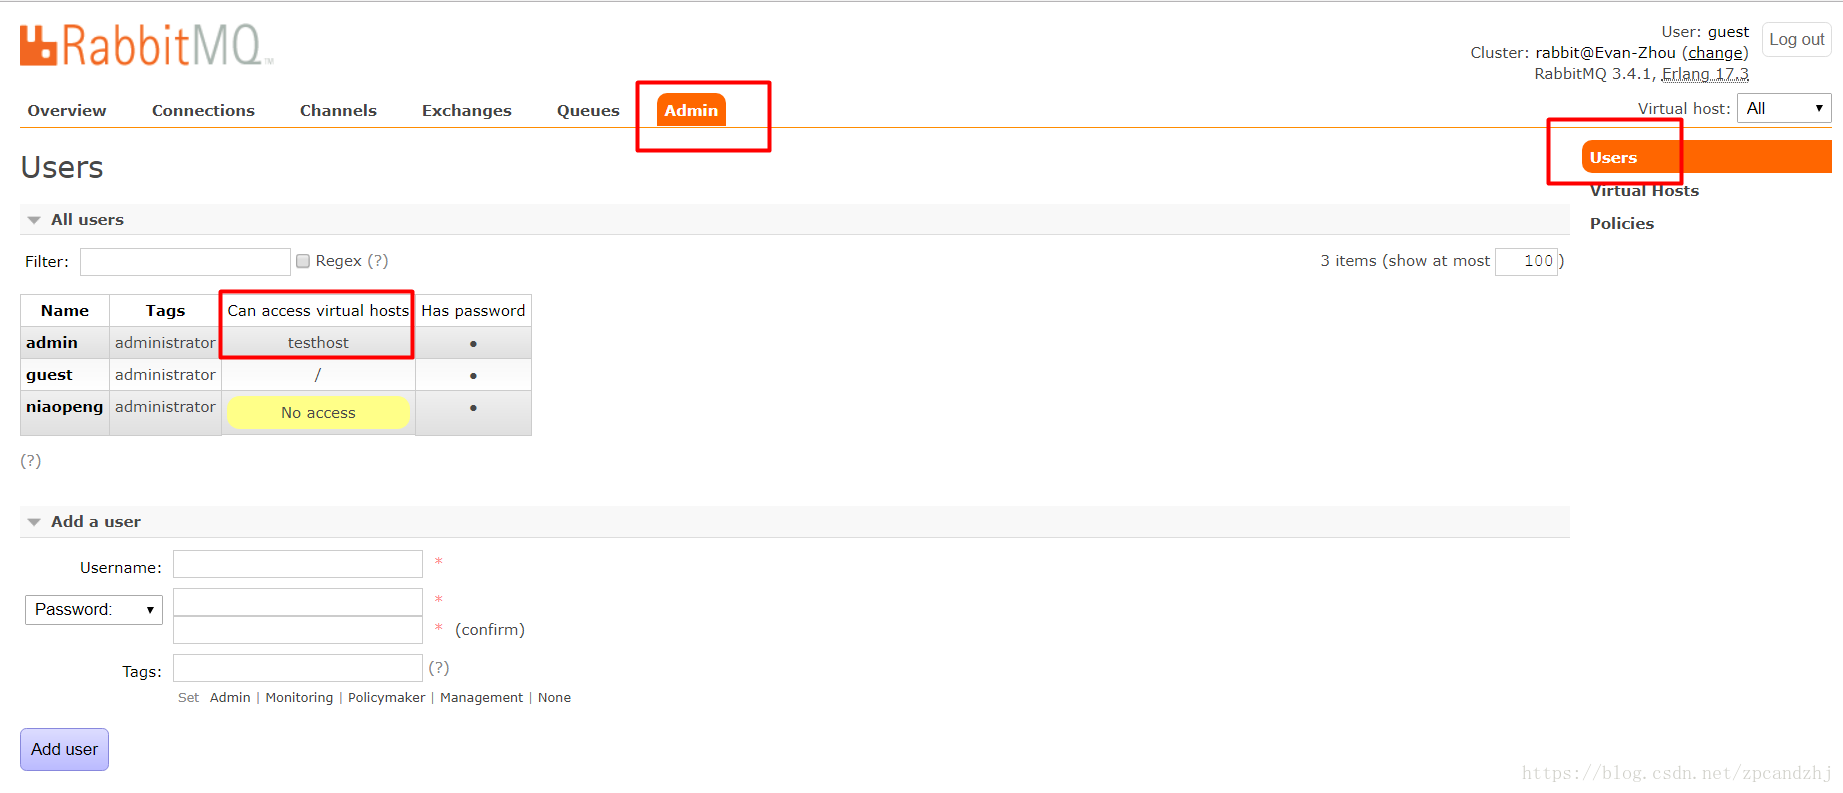 RabbitMQ™
User: guest
Log out
Cluster: rabbit@Evan-Zhou (change)
RabbitMQ 3.4.1, Erlang 17.3
Overview Connections Channels Exchanges Queues Admin
Virtual host: All
Users
Users
Virtual Hosts
Policies
All users
Filter: Regex (?)
3 items (show at most 100 )
Name Tags Can access virtual hosts Has password
admin administrator testhost •
guest administrator / •
niaopeng administrator No access •
(?)
Add a user
Username: *
Password: *
* (confirm)
Tags: (?)
Set Admin | Monitoring | Policymaker | Management | None
Add user
https://blog.csdn.net/zpcandzhj